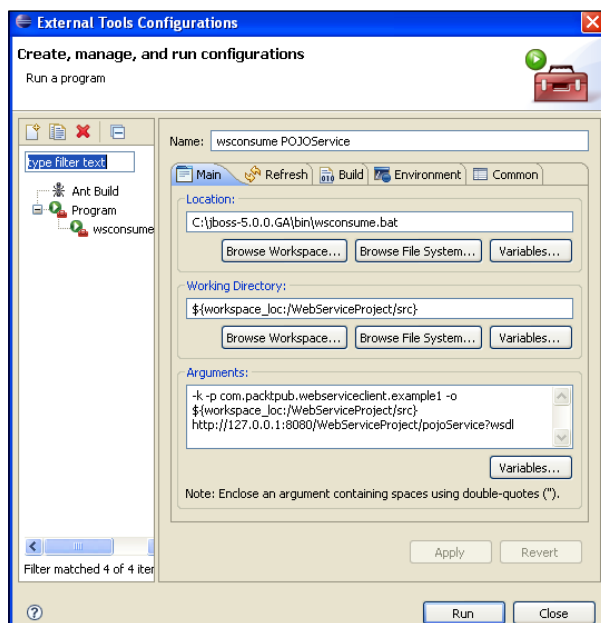 External Tools Configurations
Create, manage, and run configurations
Run a program
type filter text
Ant Build
Program
wsconsume
Filter matched 4 of 4 iter
Name: wsconsume POJOService
Main Refresh Build Environment Common
Location:
C:\jboss-5.0.0.GA\bin\wsconsume.bat
Browse Workspace... Browse File System... Variables...
Working Directory:
${workspace_loc:/WebServiceProject/src}
Browse Workspace... Browse File System... Variables...
Arguments:
-k -p com.packtpub.webserviceclient.example1 -o
${workspace_loc:/WebServiceProject/src}
http://127.0.0.1:8080/WebServiceProject/pojoService?wsdl
Variables...
Note: Enclose an argument containing spaces using double-quotes (").
Apply Revert
Run Close